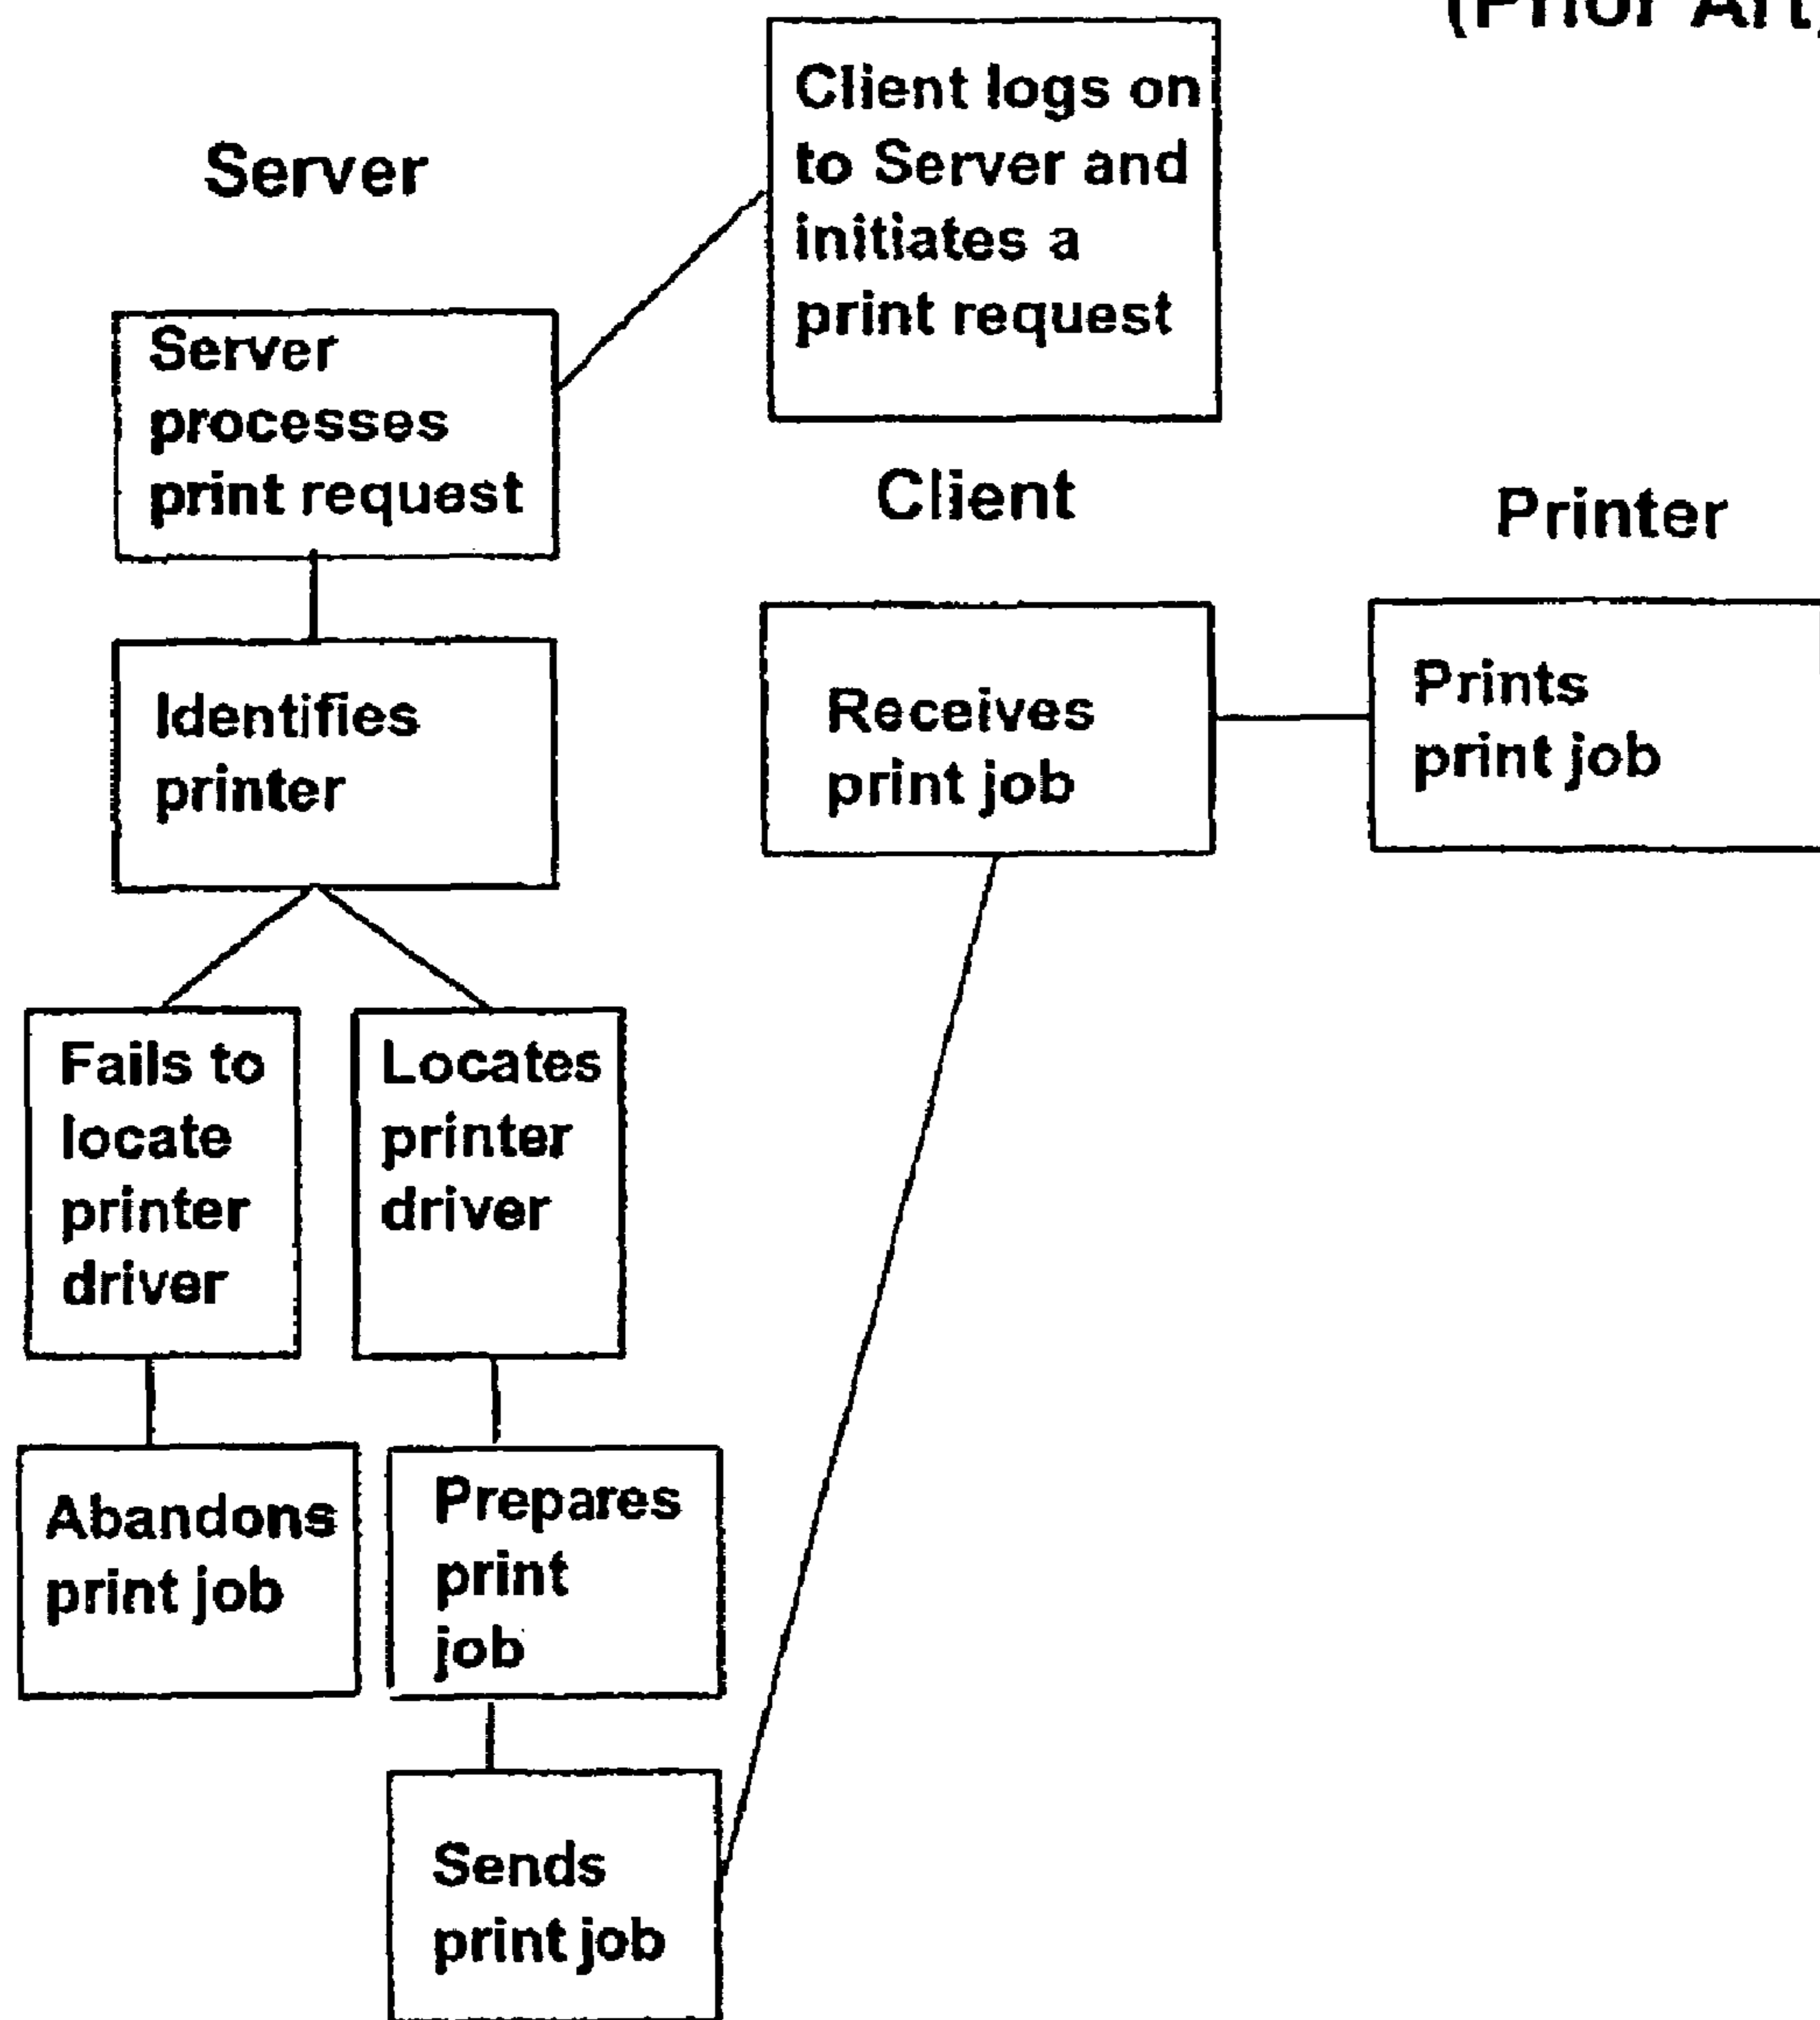 (Prior Art)
Client logs on
to Server and
initiates a
print request
Server
Server
processes
print request
Client
Printer
Identifies
printer
Receives
print job
Prints
print job
Fails to
locate
printer
driver
Locates
printer
driver
Abandons
print job
Prepares
print
job
Sends
print job